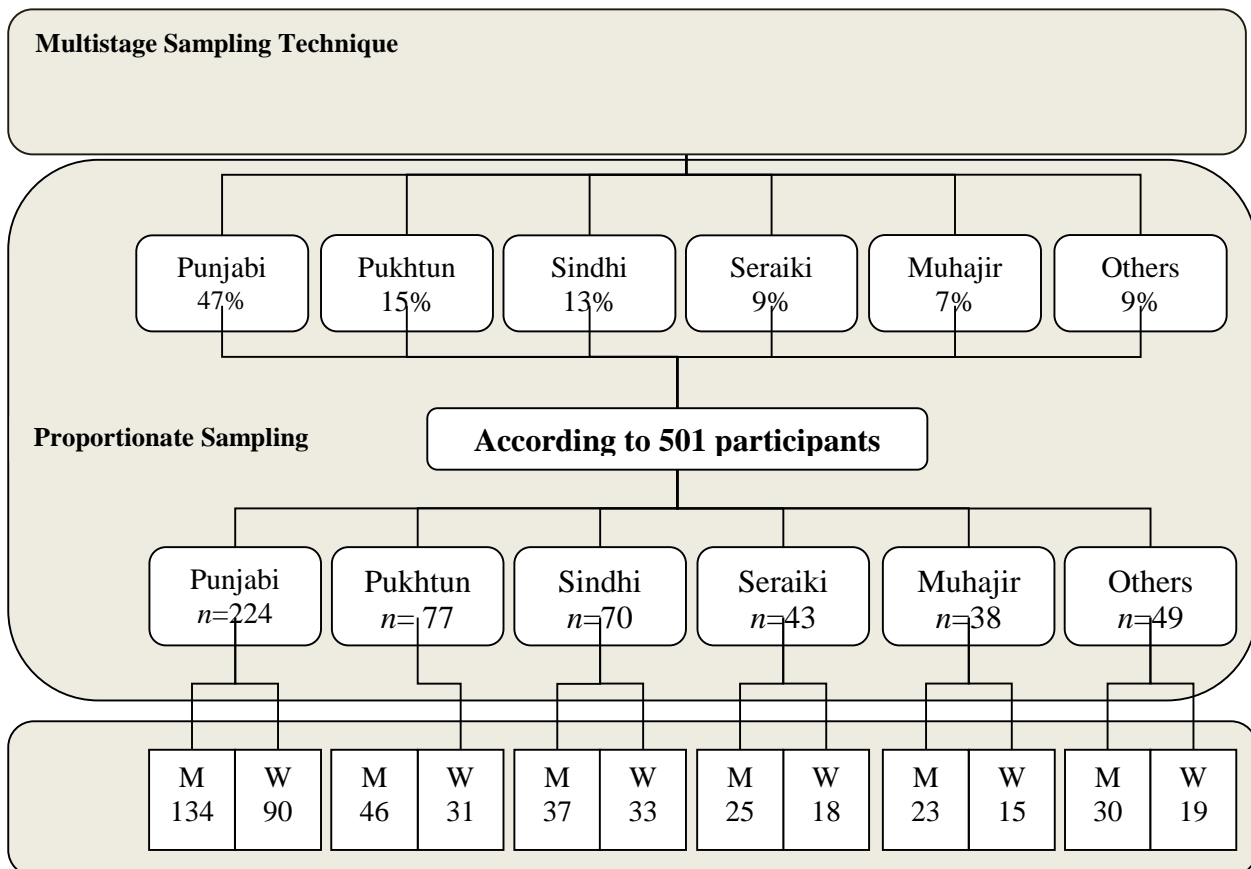 Multistage Sampling Technique
Punjabi
47%
Pukhtun
15%
Sindhi
13%
Seraiki
9%
Muhajir
7%
Others
9%
Proportionate Sampling
According to 501 participants
Punjabi
n=224
Pukhtun
n= 77
Sindhi
n=70
Seraiki
n=43
Muhajir
n=38
Others
n=49
M
134
W
90
M
46
W
31
M
37
W
33
M
25
W
18
M
23
W
15
M
30
W
19